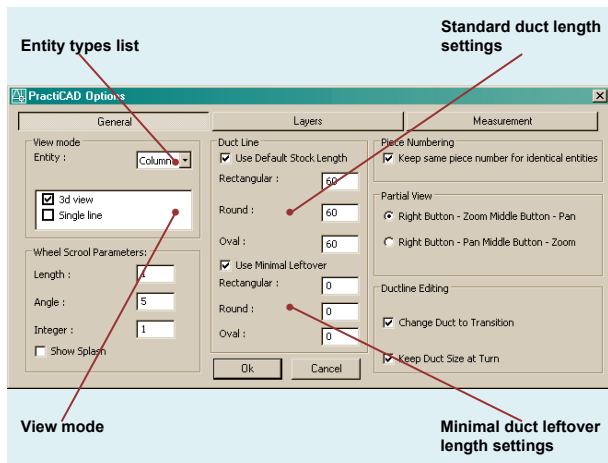 Entity types list
Standard duct length
settings
PractiCAD Options
General
Layers
Measurement
View mode
Entity :
Column
3d view
Single line
Wheel Scrool Parameters:
Length :
Angle :
5
Integer :
1
Show Splash
Duct Line
Use Default Stock Length
Rectangular :
60
Round :
60
Oval :
60
Use Minimal Leftover
Rectangular :
0
Round :
0
Oval :
0
Ok
Cancel
Piece Numbering
Keep same piece number for identical entities
Partial View
Right Button - Zoom Middle Button - Pan
Right Button - Pan Middle Button - Zoom
Ductline Editing
Change Duct to Transition
Keep Duct Size at Turn
View mode
Minimal duct leftover
length settings